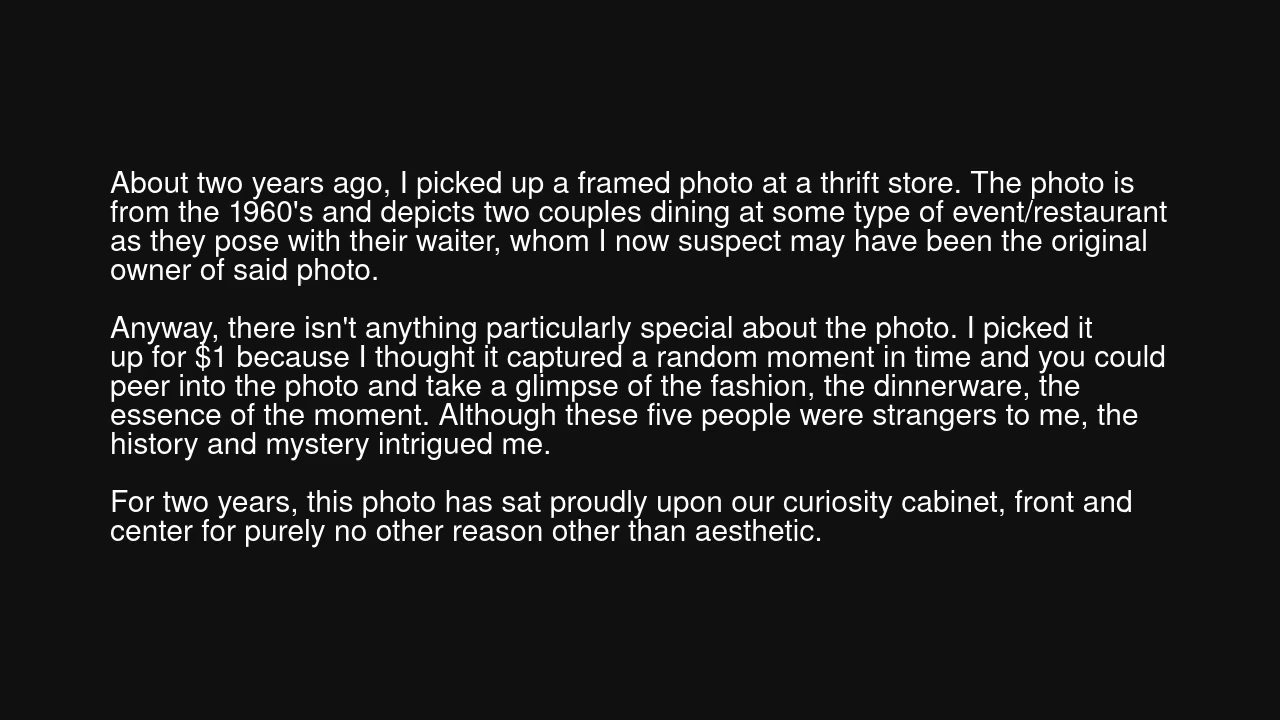 About two years ago, I picked up a framed photo at a thrift store. The photo is
from the 1960's and depicts two couples dining at some type of event/restaurant
as they pose with their waiter, whom I now suspect may have been the original
owner of said photo.
Anyway, there isn't anything particularly special about the photo. I picked it
up for $1 because I thought it captured a random moment in time and you could
peer into the photo and take a glimpse of the fashion, the dinnerware, the
essence of the moment. Although these five people were strangers to me, the
history and mystery intrigued me.
For two years, this photo has sat proudly upon our curiosity cabinet, front and
center for purely no other reason other than aesthetic.